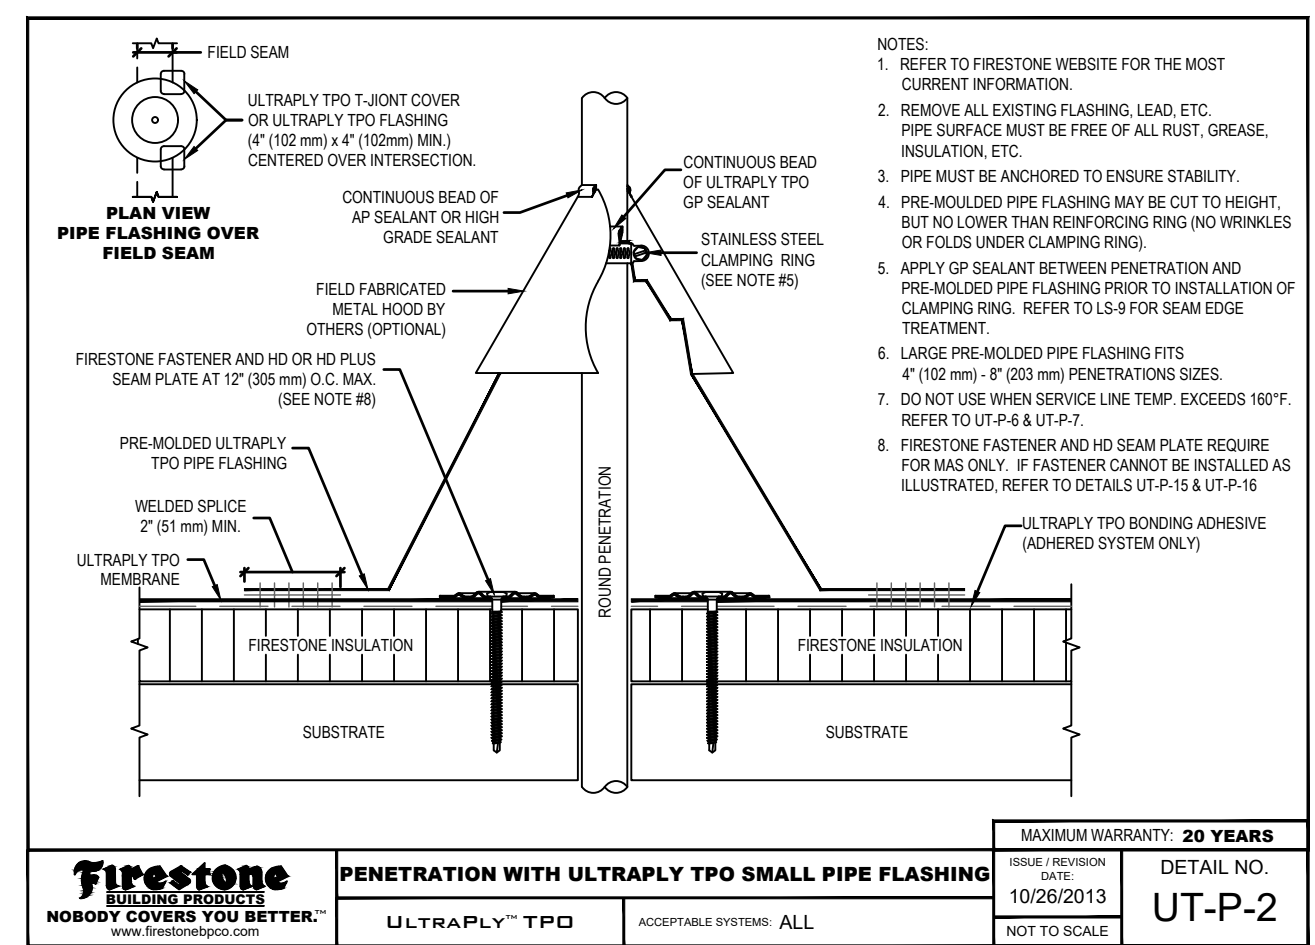 FIELD SEAM
ULTRAPLY TPO T-JIONT COVER
OR ULTRAPLY TPO FLASHING
(4" (102 mm) x 4" (102mm) MIN.)
CENTERED OVER INTERSECTION.
PLAN VIEW
PIPE FLASHING OVER
FIELD SEAM
CONTINUOUS BEAD OF
AP SEALANT OR HIGH
GRADE SEALANT
FIELD FABRICATED
METAL HOOD BY
OTHERS (OPTIONAL)
FIRESTONE FASTENER AND HD OR HD PLUS
SEAM PLATE AT 12" (305 mm) O.C. MAX.
(SEE NOTE #8)
PRE-MOLDED ULTRAPLY
TPO PIPE FLASHING
WELDED SPLICE
2" (51 mm) MIN.
ULTRAPLY TPO
MEMBRANE
CONTINUOUS BEAD
OF ULTRAPLY TPO
GP SEALANT
STAINLESS STEEL
CLAMPING RING
(SEE NOTE #5)
ROUND PENETRATION
NOTES:
1. REFER TO FIRESTONE WEBSITE FOR THE MOST
CURRENT INFORMATION.
2. REMOVE ALL EXISTING FLASHING, LEAD, ETC.
PIPE SURFACE MUST BE FREE OF ALL RUST, GREASE,
INSULATION, ETC.
3. PIPE MUST BE ANCHORED TO ENSURE STABILITY.
4. PRE-MOULDED PIPE FLASHING MAY BE CUT TO HEIGHT,
BUT NO LOWER THAN REINFORCING RING (NO WRINKLES
OR FOLDS UNDER CLAMPING RING).
5. APPLY GP SEALANT BETWEEN PENETRATION AND
PRE-MOLDED PIPE FLASHING PRIOR TO INSTALLATION OF
CLAMPING RING. REFER TO LS-9 FOR SEAM EDGE
TREATMENT.
6. LARGE PRE-MOLDED PIPE FLASHING FITS
4" (102 mm) - 8" (203 mm) PENETRATIONS SIZES.
7. DO NOT USE WHEN SERVICE LINE TEMP. EXCEEDS 160°F.
REFER TO UT-P-6 & UT-P-7.
8. FIRESTONE FASTENER AND HD SEAM PLATE REQUIRE
FOR MAS ONLY. IF FASTENER CANNOT BE INSTALLED AS
ILLUSTRATED, REFER TO DETAILS UT-P-15 & UT-P-16
ULTRAPLY TPO BONDING ADHESIVE
(ADHERED SYSTEM ONLY)
FIRESTONE INSULATION
FIRESTONE INSULATION
SUBSTRATE
SUBSTRATE
MAXIMUM WARRANTY: 20 YEARS
Firestone
BUILDING PRODUCTS
NOBODY COVERS YOU BETTER.™
www.firestonebpco.com
PENETRATION WITH ULTRAPLY TPO SMALL PIPE FLASHING
ULTRAPLY™ TPO
ACCEPTABLE SYSTEMS: ALL
ISSUE / REVISION
DATE:
10/26/2013
NOT TO SCALE
DETAIL NO.
UT-P-2